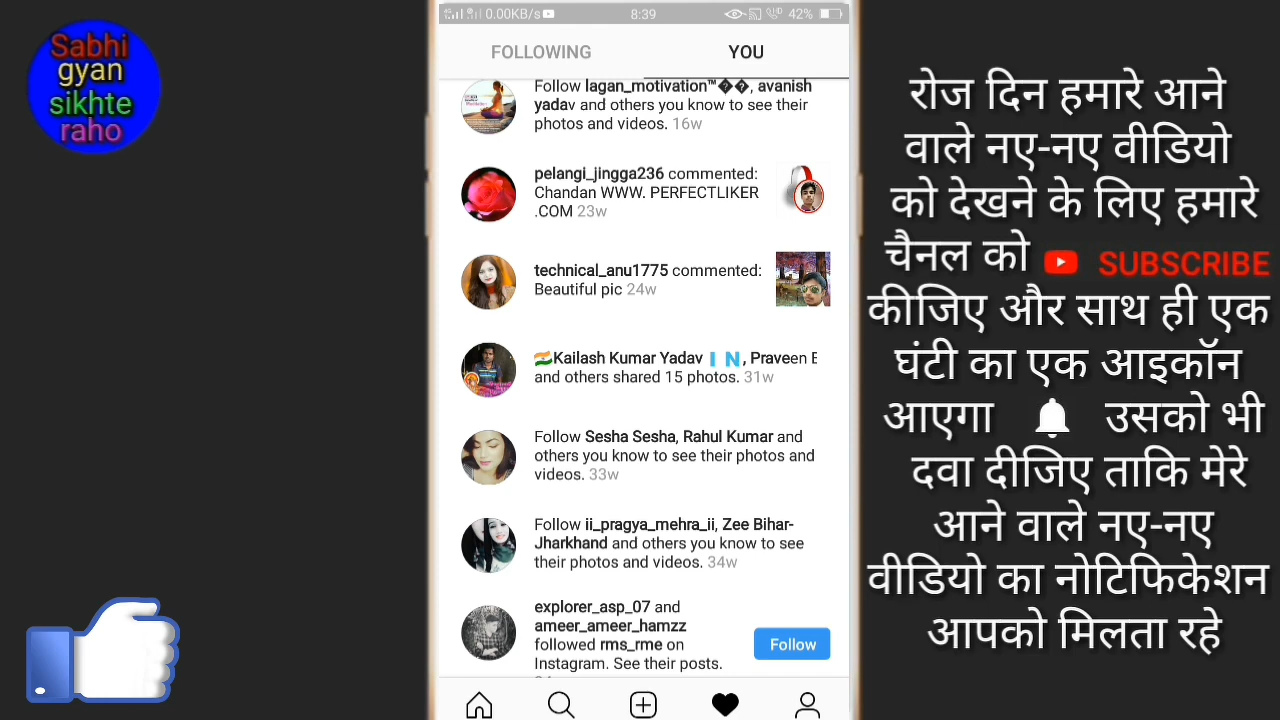 Sabhi
gyan
sikhte
raho
0.00KB/s
8:39
42%
FOLLOWING
YOU
Follow lagan_motivation™��, avanish
yadav and others you know to see their
photos and videos. 16w
pelangi_jingga236 commented:
Chandan WWW. PERFECTLIKER
.COM 23w
technical_anu1775 commented:
Beautiful pic 24w
🇮🇳Kailash Kumar Yadav 🇮 🇳, Praveen
and others shared 15 photos. 31w
Follow Sesha Sesha, Rahul Kumar and
others you know to see their photos and
videos. 33w
Follow ii_pragya_mehra_ii, Zee Bihar-
Jharkhand and others you know to see
their photos and videos. 34w
explorer_asp_07 and
ameer_ameer_hamzz
followed rms_rme on
Instagram. See their posts.
Follow
रोज दिन हमारे आने
वाले नए-नए वीडियो
को देखने के लिए हमारे
चैनल को SUBSCRIBE
कीजिए और साथ ही एक
घंटी का एक आइकॉन
आएगा 🔔 उसको भी
दवा दीजिए ताकि मेरे
आने वाले नए-नए
वीडियो का नोटिफिकेशन
आपको मिलता रहे